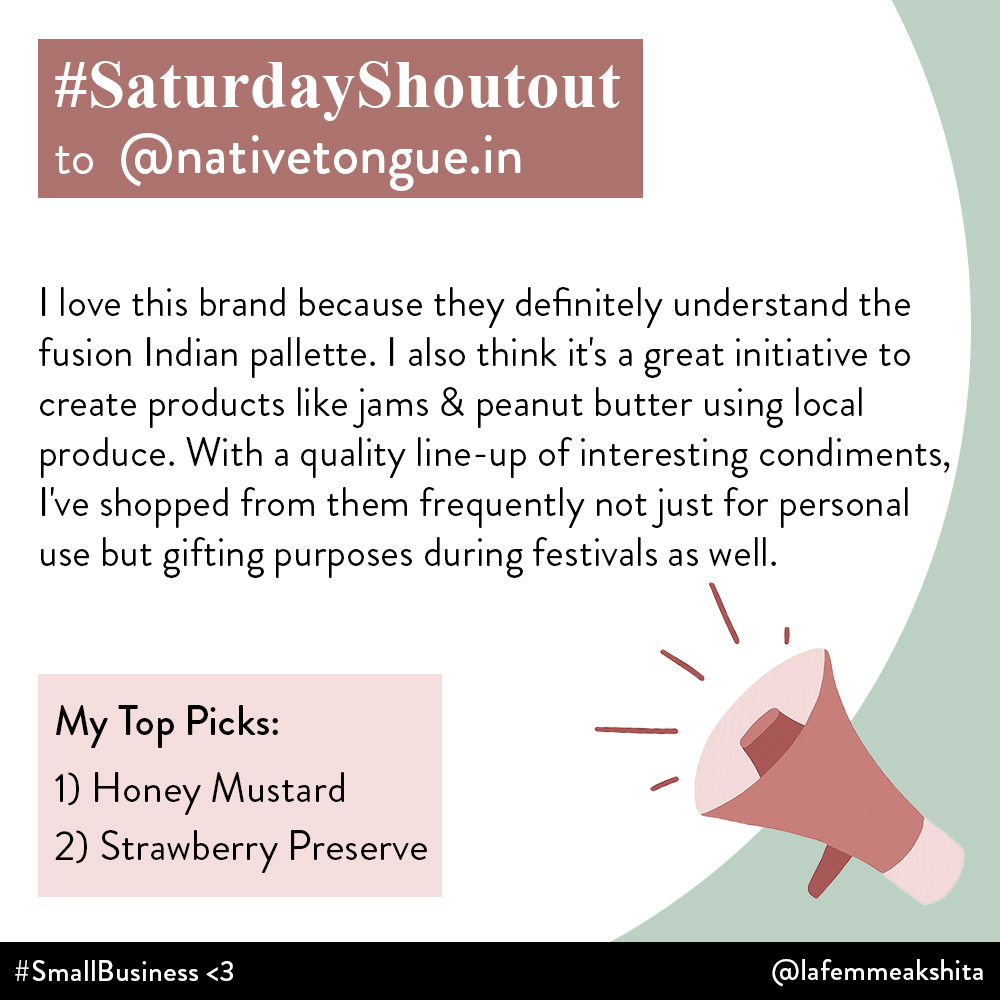 #SaturdayShoutout
to @nativetongue.in
I love this brand because they definitely understand the
fusion Indian pallette. I also think it's a great initiative to
create products like jams & peanut butter using local
produce. With a quality line-up of interesting condiments,
I've shopped from them frequently not just for personal
use but gifting purposes during festivals as well.
My Top Picks:
1) Honey Mustard
2) Strawberry Preserve
#SmallBusiness <3
@lafemmeakshita